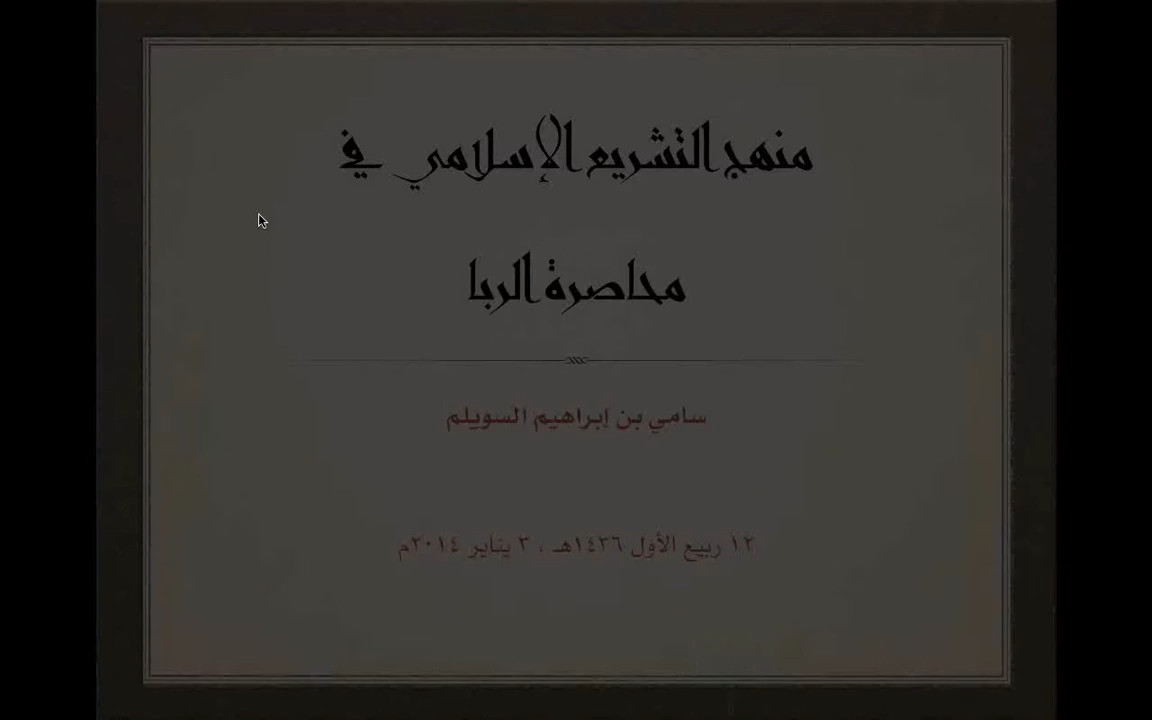 منهج التشريع الإسلامي في
محاصرة الربا
سامي بن إبراهيم السويلم
١٢ ربيع الأول ١٤٣٦هـ ، ٣ يناير ٢٠١٤م